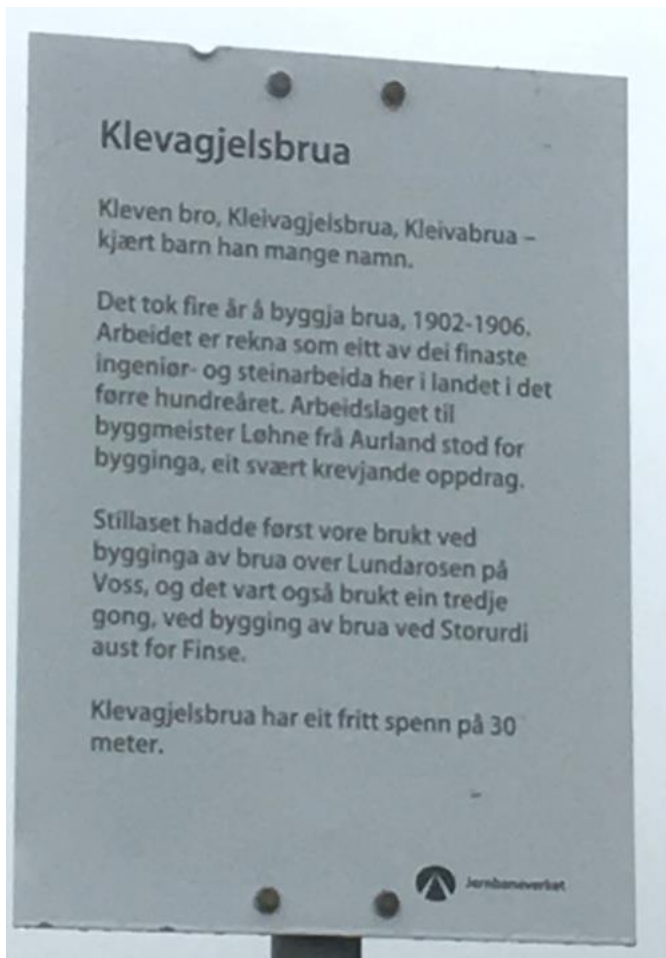 Klevagjelsbrua
Kleven bro, Kleivagjelsbrua, Kleivabrua –
kjært barn han mange namn.
Det tok fire år å byggja brua, 1902-1906.
Arbeidet er rekna som eitt av dei finaste
ingeniør- og steinarbeida her i landet i det
førre hundreåret. Arbeidslaget til
byggmeister Løhne frå Aurland stod for
bygginga, eit svært krevjande oppdrag.
Stillaset hadde først vore brukt ved
bygginga av brua over Lundarosen på
Voss, og det vart også brukt ein tredje
gong, ved bygging av brua ved Storurdi
aust for Finse.
Klevagjelsbrua har eit fritt spenn på 30
meter.
Jernbaneverket